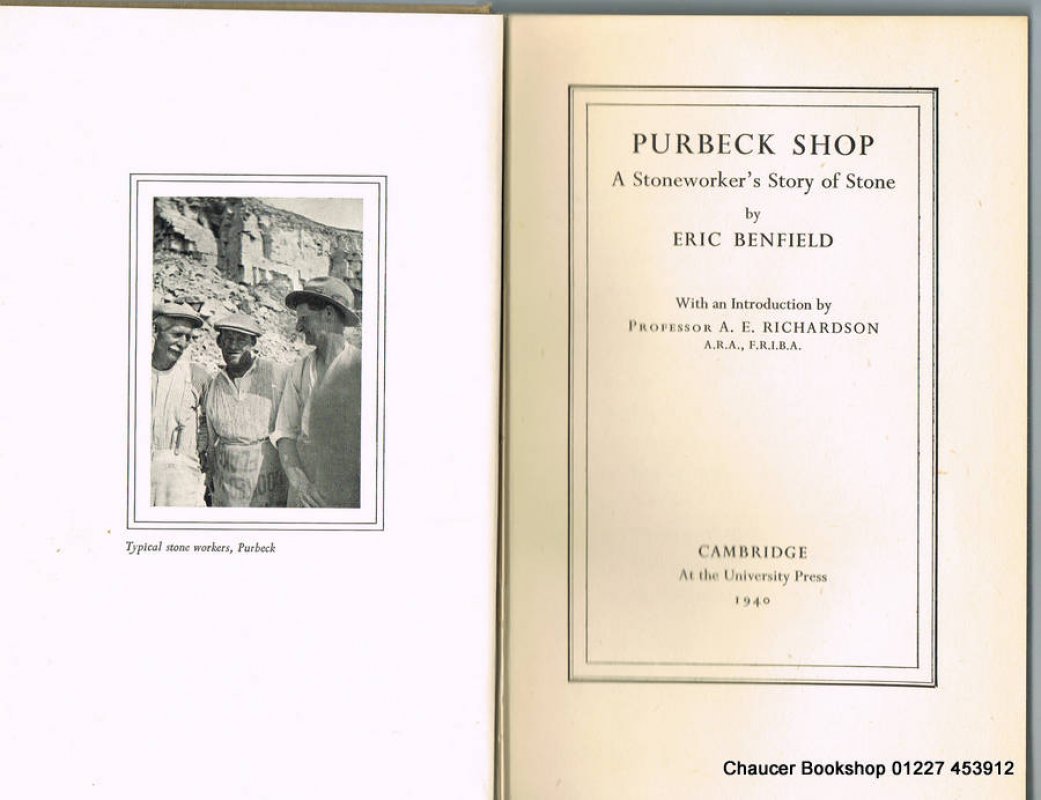 Typical stone workers, Purbeck
PURBECK SHOP
A Stoneworker's Story of Stone
by
ERIC BENFIELD
With an Introduction by
PROFESSOR A. E. RICHARDSON
A.R.A., F.R.I.B.A.
CAMBRIDGE
At the University Press
1940
Chaucer Bookshop 01227 453912